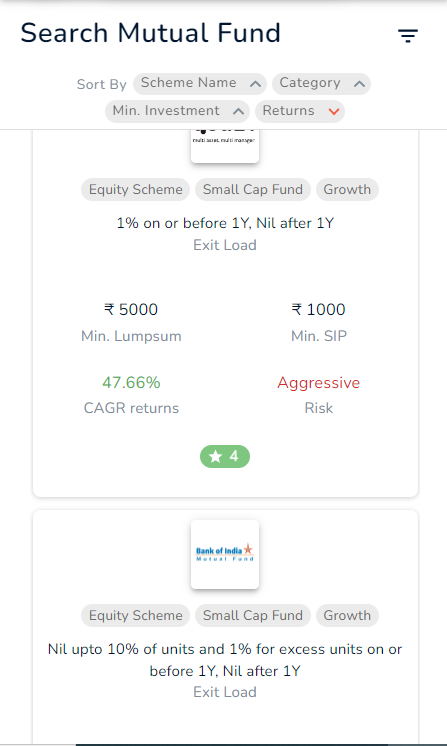 Search Mutual Fund
Sort By Scheme Name Category
Min. Investment Returns
multi asset, multi manager
Equity Scheme Small Cap Fund Growth
1% on or before 1Y, Nil after 1Y
Exit Load
₹ 5000 ₹ 1000
Min. Lumpsum Min. SIP
47.66% Aggressive
CAGR returns Risk
4
Bank of India
Mutual Fund
Equity Scheme Small Cap Fund Growth
Nil upto 10% of units and 1% for excess units on or
before 1Y, Nil after 1Y
Exit Load